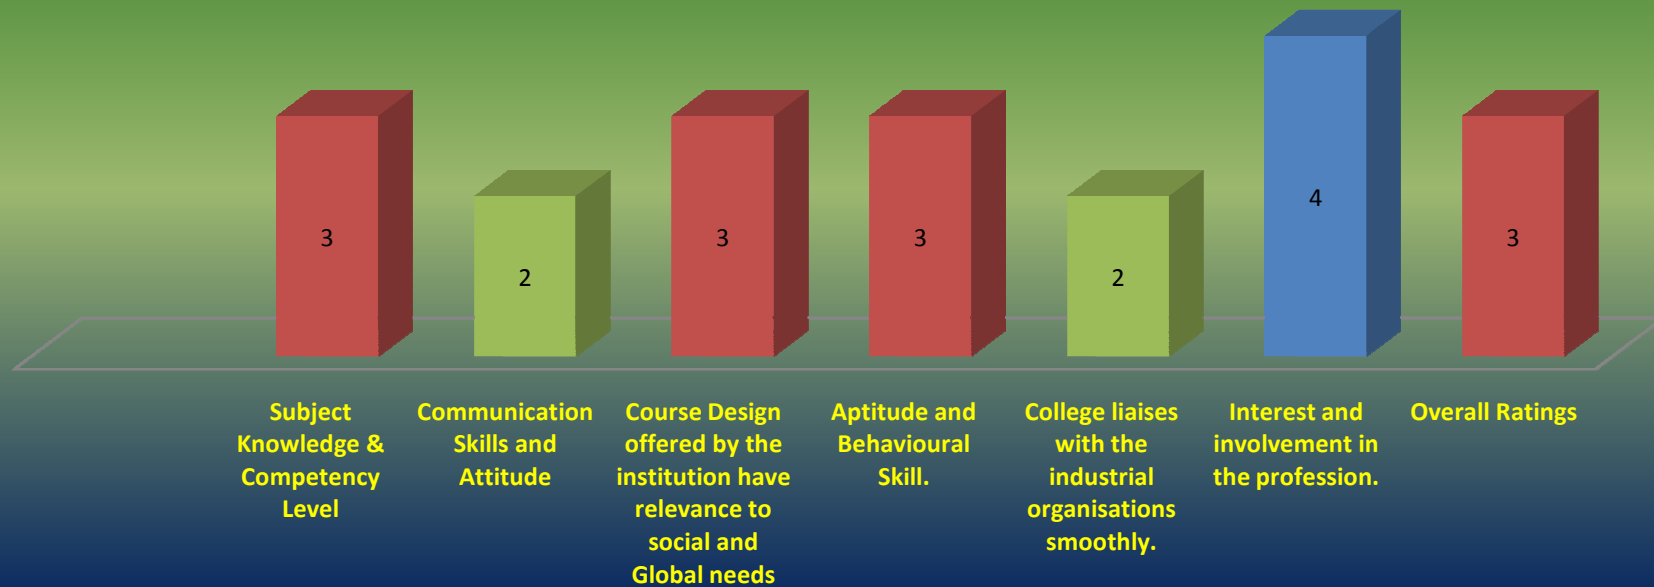 3
2
3
3
2
4
3
Subject
Knowledge &
Competency
Level
Communication
Skills and
Attitude
Course Design
offered by the
institution have
relevance to
social and
Global needs
Aptitude and
Behavioural
Skill.
College liaises
with the
industrial
organisations
smoothly.
Interest and
involvement in
the profession.
Overall Ratings